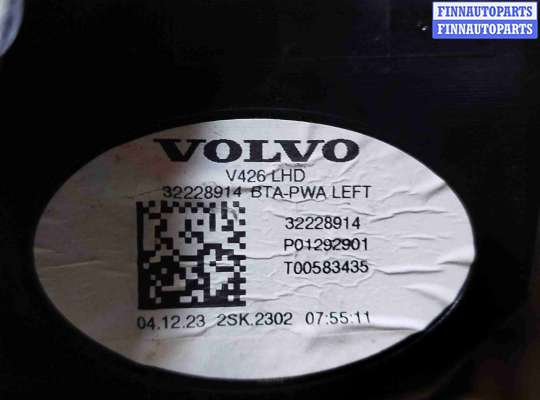 FINNAUTOPARTS
FINNAUTOPARTS
VOLVO
V426 LHD
32228914 BTA-PWA LEFT
32228914
P01292901
T00583435
04.12.23 2SK.2302 07:55:11